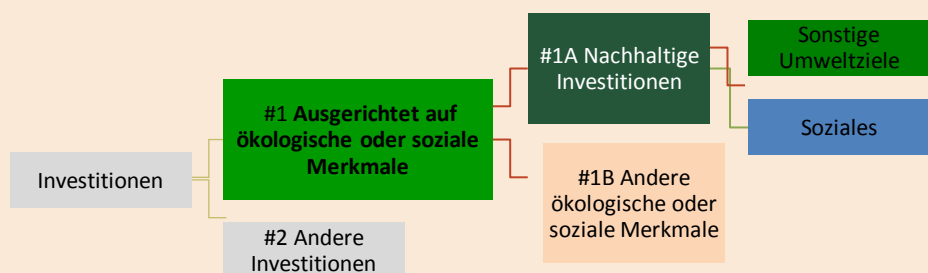 Investitionen
#1 Ausgerichtet auf
ökologische oder soziale
Merkmale
#2 Andere
Investitionen
#1A Nachhaltige
Investitionen
#1B Andere
ökologische oder
soziale Merkmale
Sonstige
Umweltziele
Soziales